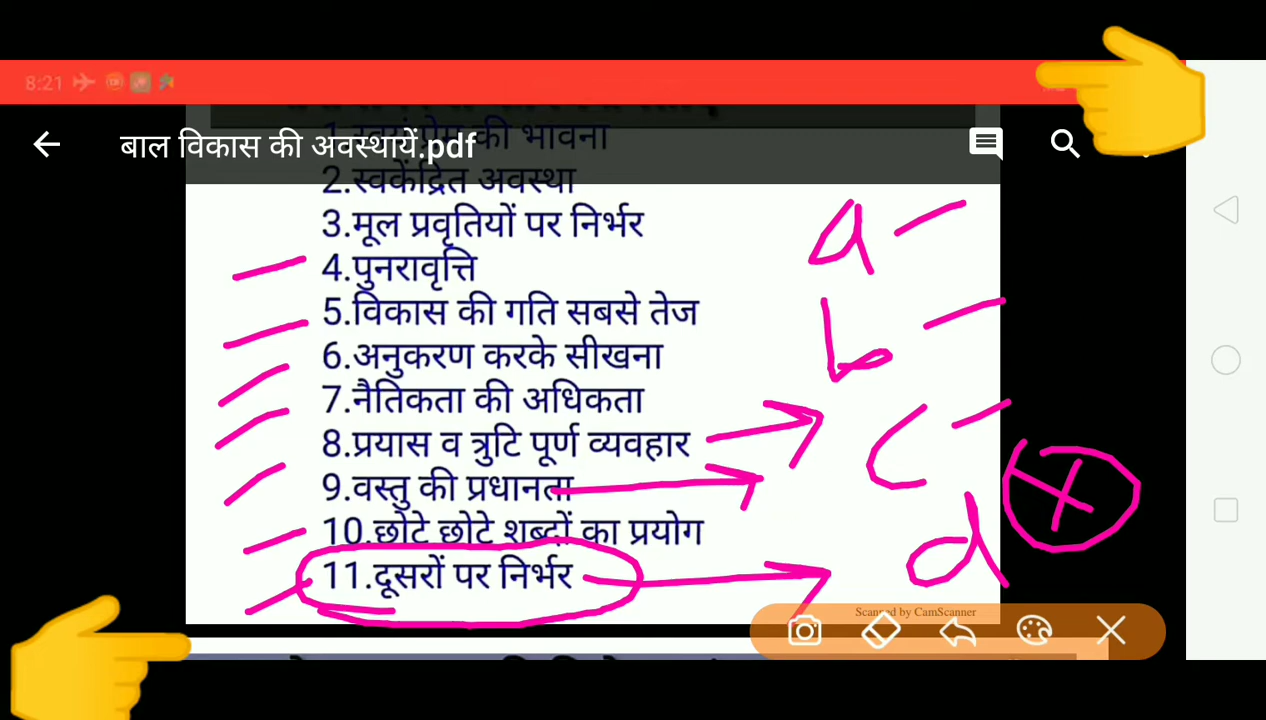 8:21
बाल विकास की अवस्थायें.pdf
की भावना
2.स्वकेंद्रित अवस्था
3.मूल प्रवृतियों पर निर्भर
4.पुनरावृत्ति
5.विकास की गति सबसे तेज
6.अनुकरण करके सीखना
7.नैतिकता की अधिकता
8.प्रयास व त्रुटि पूर्ण व्यवहार
9.वस्तु की प्रधानता
10.छोटे छोटे शब्दों का प्रयोग
11.दूसरों पर निर्भर
a
b
c
d
Scanned by CamScanner